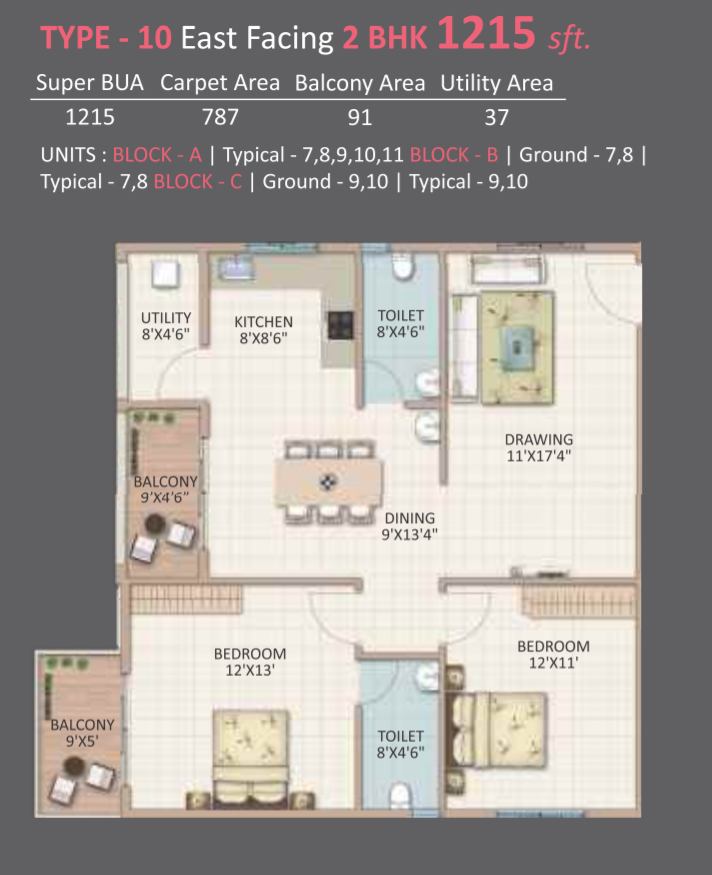 TYPE - 10 East Facing 2 BHK 1215 sft.
Super BUA Carpet Area Balcony Area Utility Area
1215 787 91 37
UNITS : BLOCK - A | Typical - 7,8,9,10,11 BLOCK - B | Ground - 7,8 |
Typical - 7,8 BLOCK - C | Ground - 9,10 | Typical - 9,10
UTILITY
8'X4'6"
KITCHEN
8'X8'6"
TOILET
8'X4'6"
DRAWING
11'X17'4"
BALCONY
9'X4'6"
DINING
9'X13'4"
BEDROOM
12'X13'
BEDROOM
12'X11'
BALCONY
9'X5'
TOILET
8'X4'6"